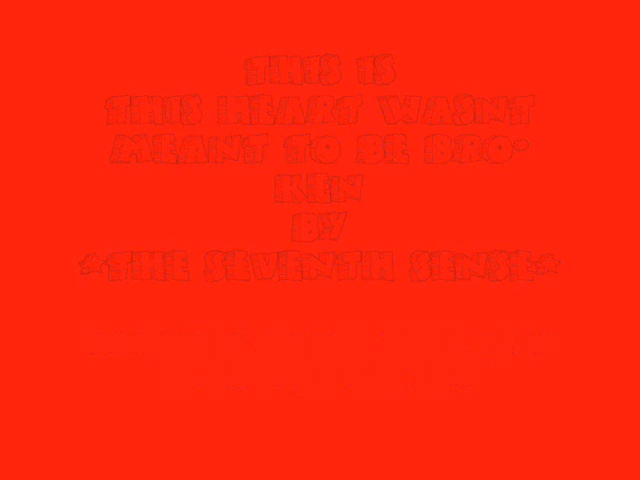 THIS IS
THIS HEART WASNT
MEANT TO BE BRO-
KEN
BY
*THE SEVENTH SENSE*